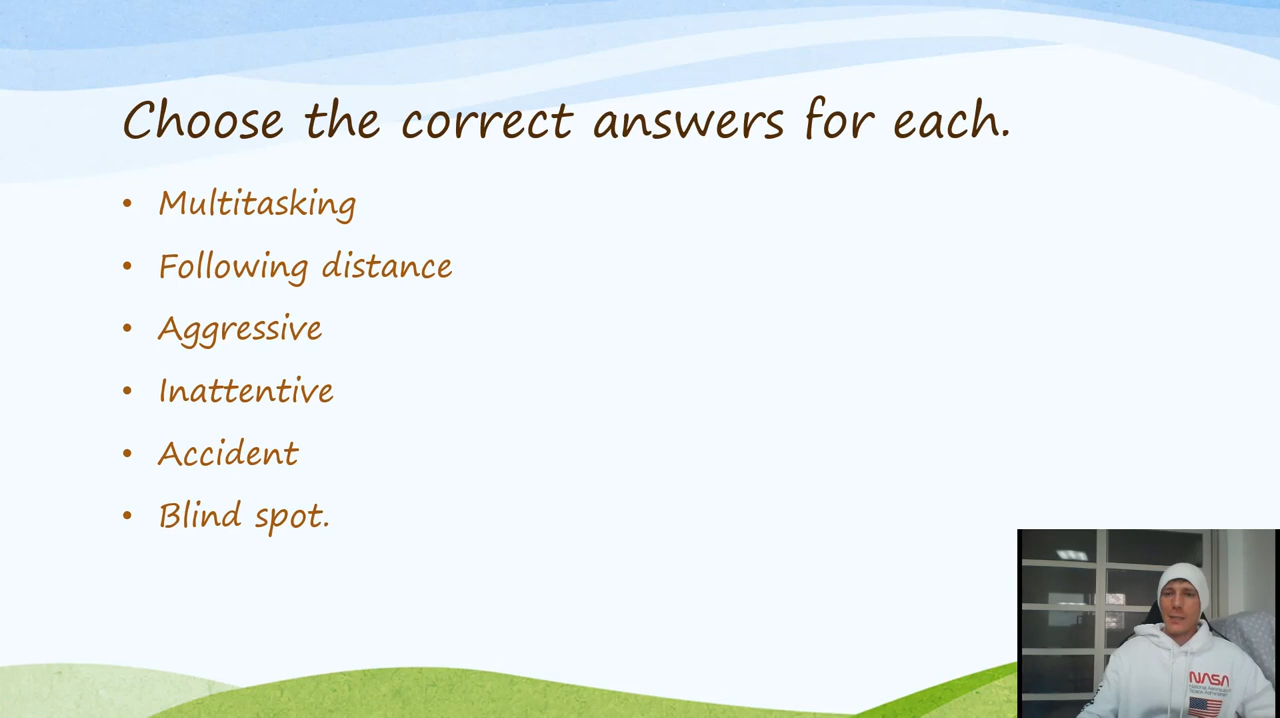 Choose the correct answers for each.
• Multitasking
• Following distance
• Aggressive
• Inattentive
• Accident
• Blind spot.
NASA